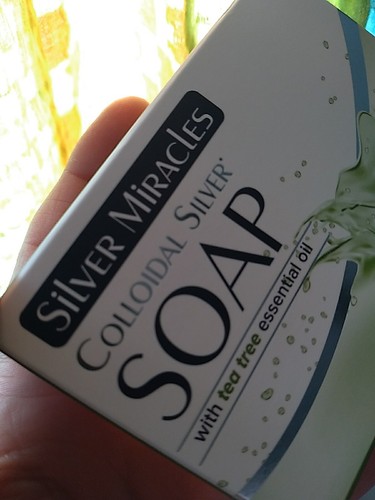 SILVER MIRACLES
COLLOIDAL SILVER*
SOAP
with tea tree essential oil